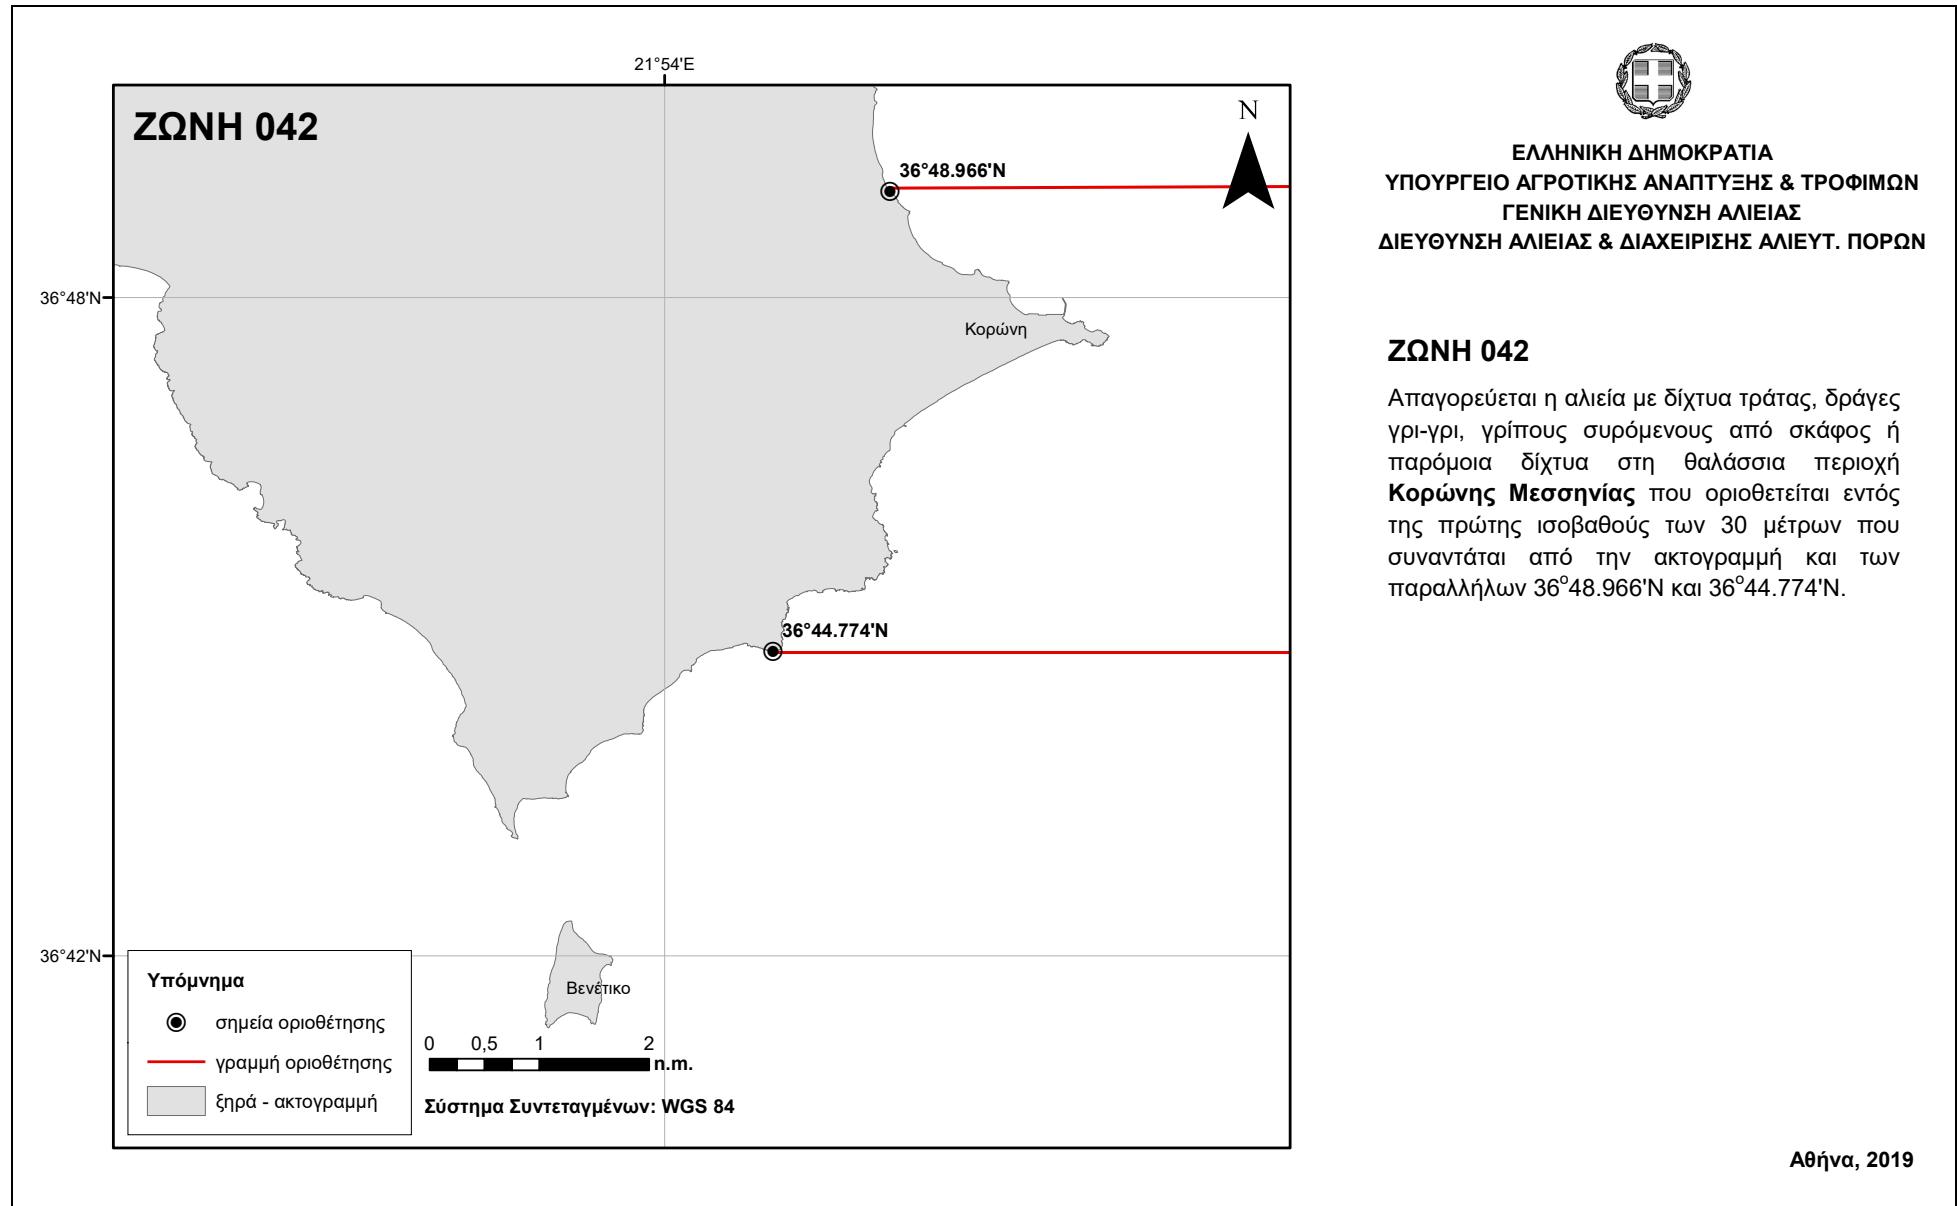 21°54'E
ΖΩΝΗ 042
N
36°48.966'N
36°48'N
Κορώνη
36°44.774'N
36°42'N
Βενέτικο
Υπόμνημα
σημεία οριοθέτησης
γραμμή οριοθέτησης
ξηρά - ακτογραμμή
0 0,5 1 2
n.m.
Σύστημα Συντεταγμένων: WGS 84
ΕΛΛΗΝΙΚΗ ΔΗΜΟΚΡΑΤΙΑ
ΥΠΟΥΡΓΕΙΟ ΑΓΡΟΤΙΚΗΣ ΑΝΑΠΤΥΞΗΣ & ΤΡΟΦΙΜΩΝ
ΓΕΝΙΚΗ ΔΙΕΥΘΥΝΣΗ ΑΛΙΕΙΑΣ
ΔΙΕΥΘΥΝΣΗ ΑΛΙΕΙΑΣ & ΔΙΑΧΕΙΡΙΣΗΣ ΑΛΙΕΥΤ. ΠΟΡΩΝ
ΖΩΝΗ 042
Απαγορεύεται η αλιεία με δίχτυα τράτας, δράγες
γρι-γρι, γρίπους συρόμενους από σκάφος ή
παρόμοια δίχτυα στη θαλάσσια περιοχή
Κορώνης Μεσσηνίας που οριοθετείται εντός
της πρώτης ισοβαθούς των 30 μέτρων που
συναντάται από την ακτογραμμή και των
παραλλήλων 36°48.966'N και 36°44.774'N.
Αθήνα, 2019